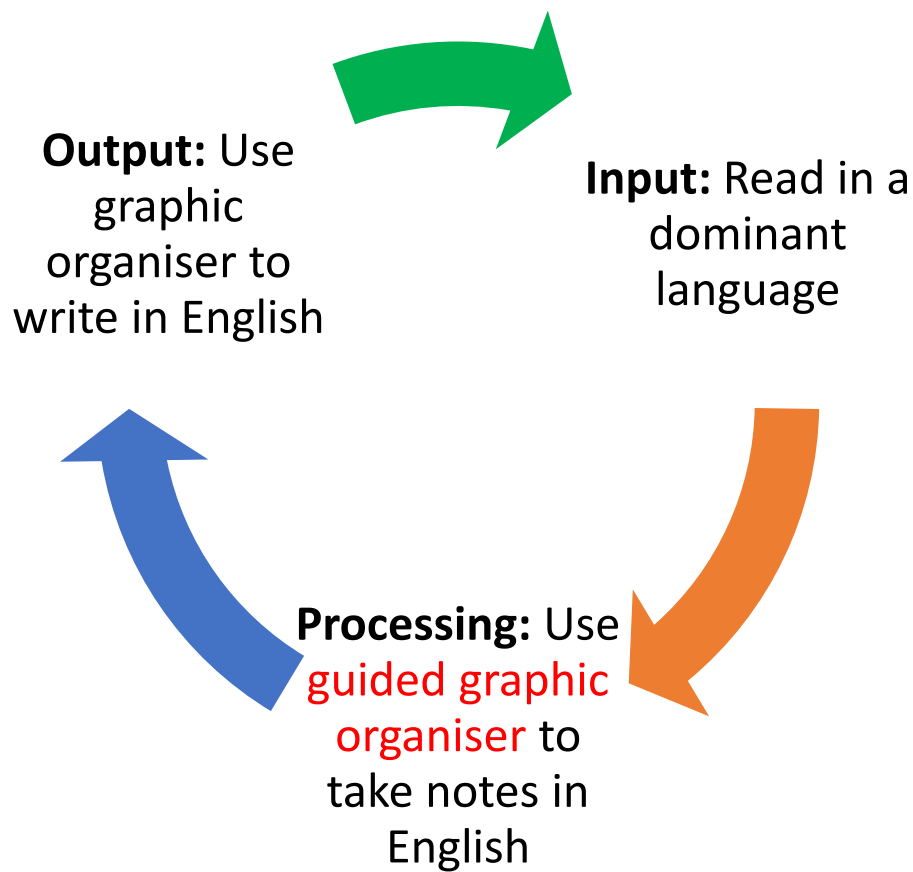 Output: Use
graphic
organiser to
write in English
Input: Read in a
dominant
language
Processing: Use
guided graphic
organiser to
take notes in
English